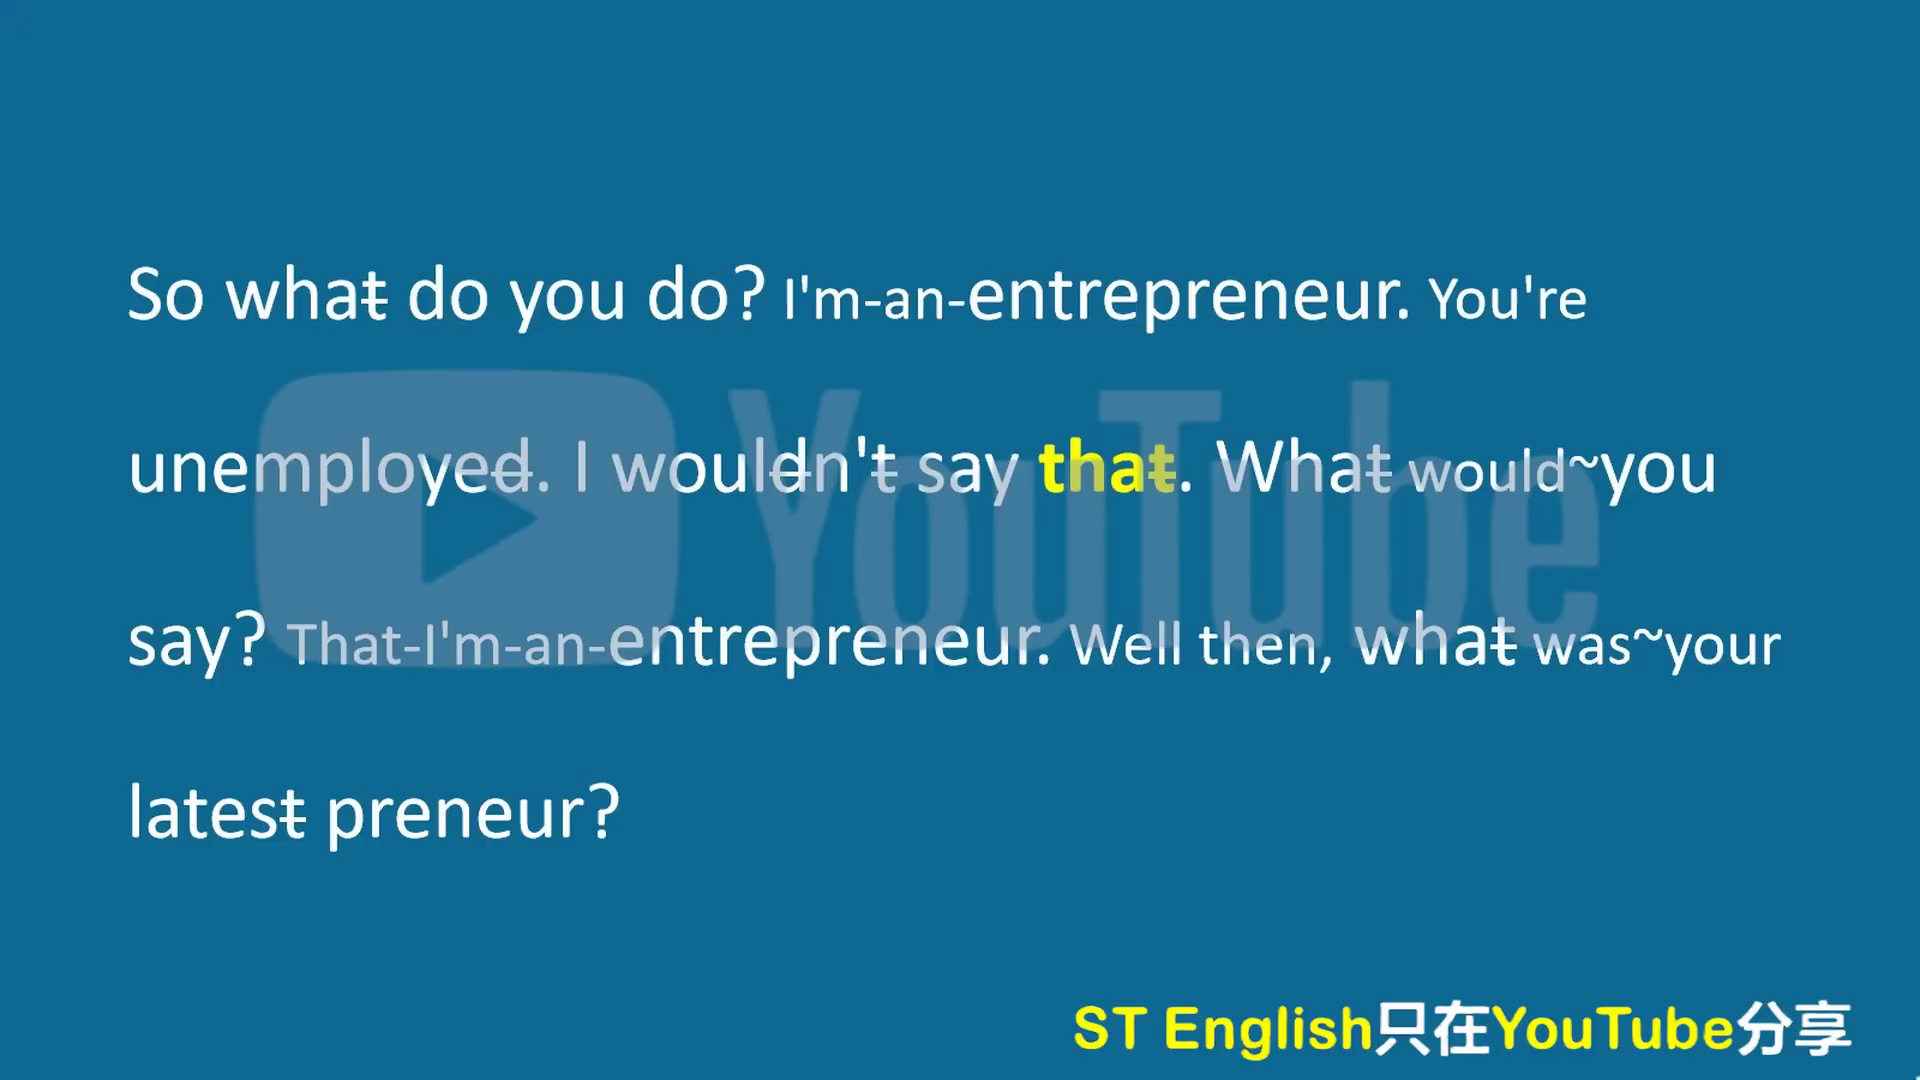 So what do you do? I'm-an-entrepreneur. You're
unemployed. I wouldn't say that. What would~you
say? That-I'm-an-entrepreneur. Well then, what was~your
latest preneur?
YouTube
ST English只在YouTube分享